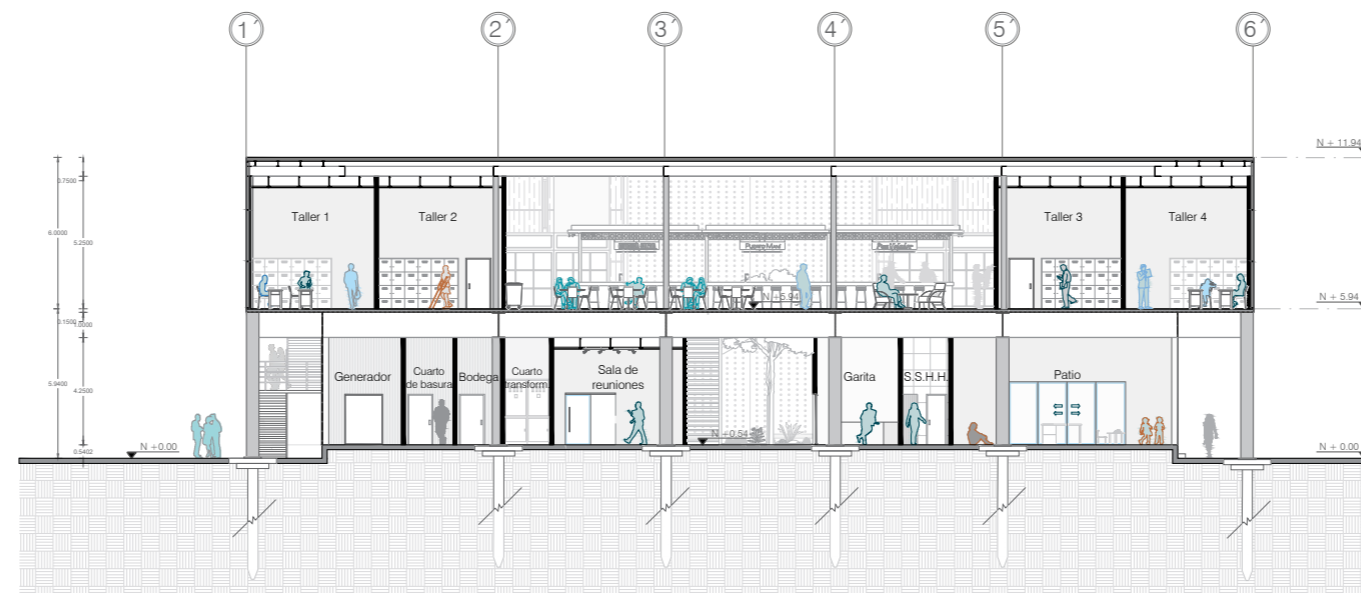 1´
2´
3´
4´
5´
6´
N + 11.94
0.7500
6.0000
5.2500
Taller 1
Taller 2
Taller 3
Taller 4
N + 5.94
N + 5.94
0.1500
1.0000
5.9400
4.2500
0.5402
Generador
Cuarto
de basura
Bodega
Cuarto
transform.
Sala de
reuniones
Garita
S.S.H.H.
Patio
N +0.54
N +0.00
N + 0.00